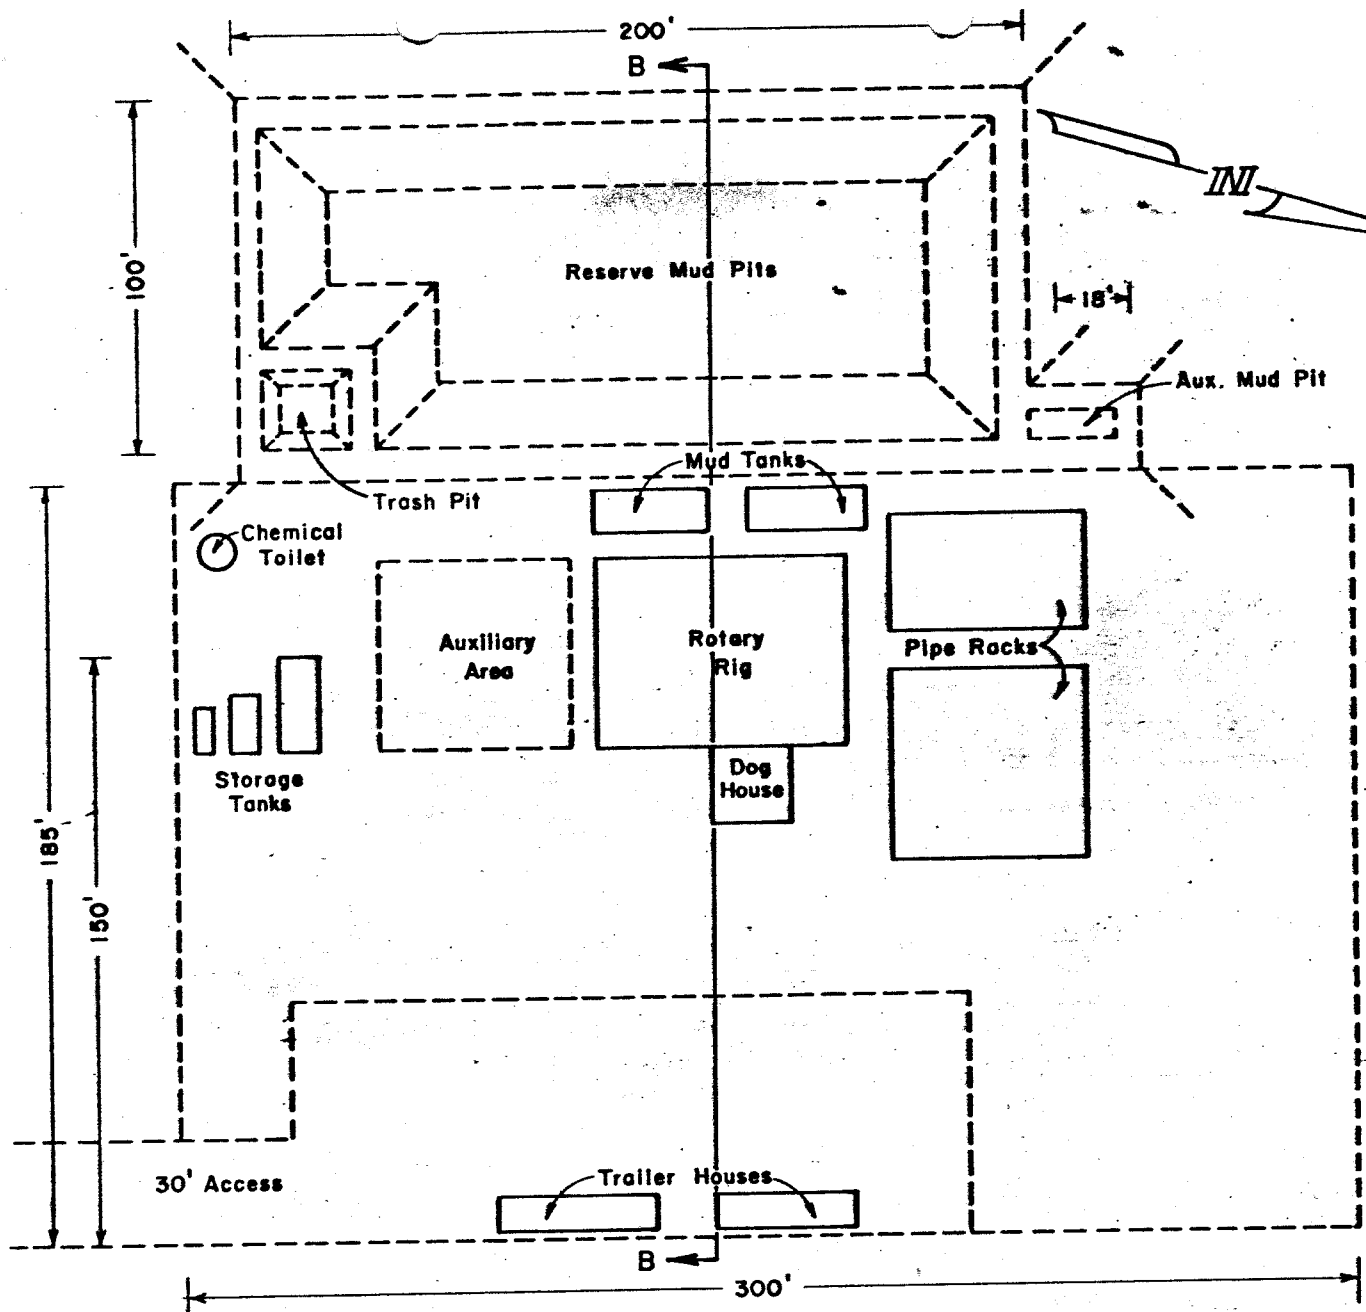 200'
B
100'
Reserve Mud Pits
N
18'
Aux. Mud Pit
Mud Tanks
Trash Pit
Chemical
Toilet
Auxiliary
Area
Rotary
Rig
Pipe Racks
Dog
House
Storage
Tanks
185'
150'
30' Access
Trailer Houses
B
300'